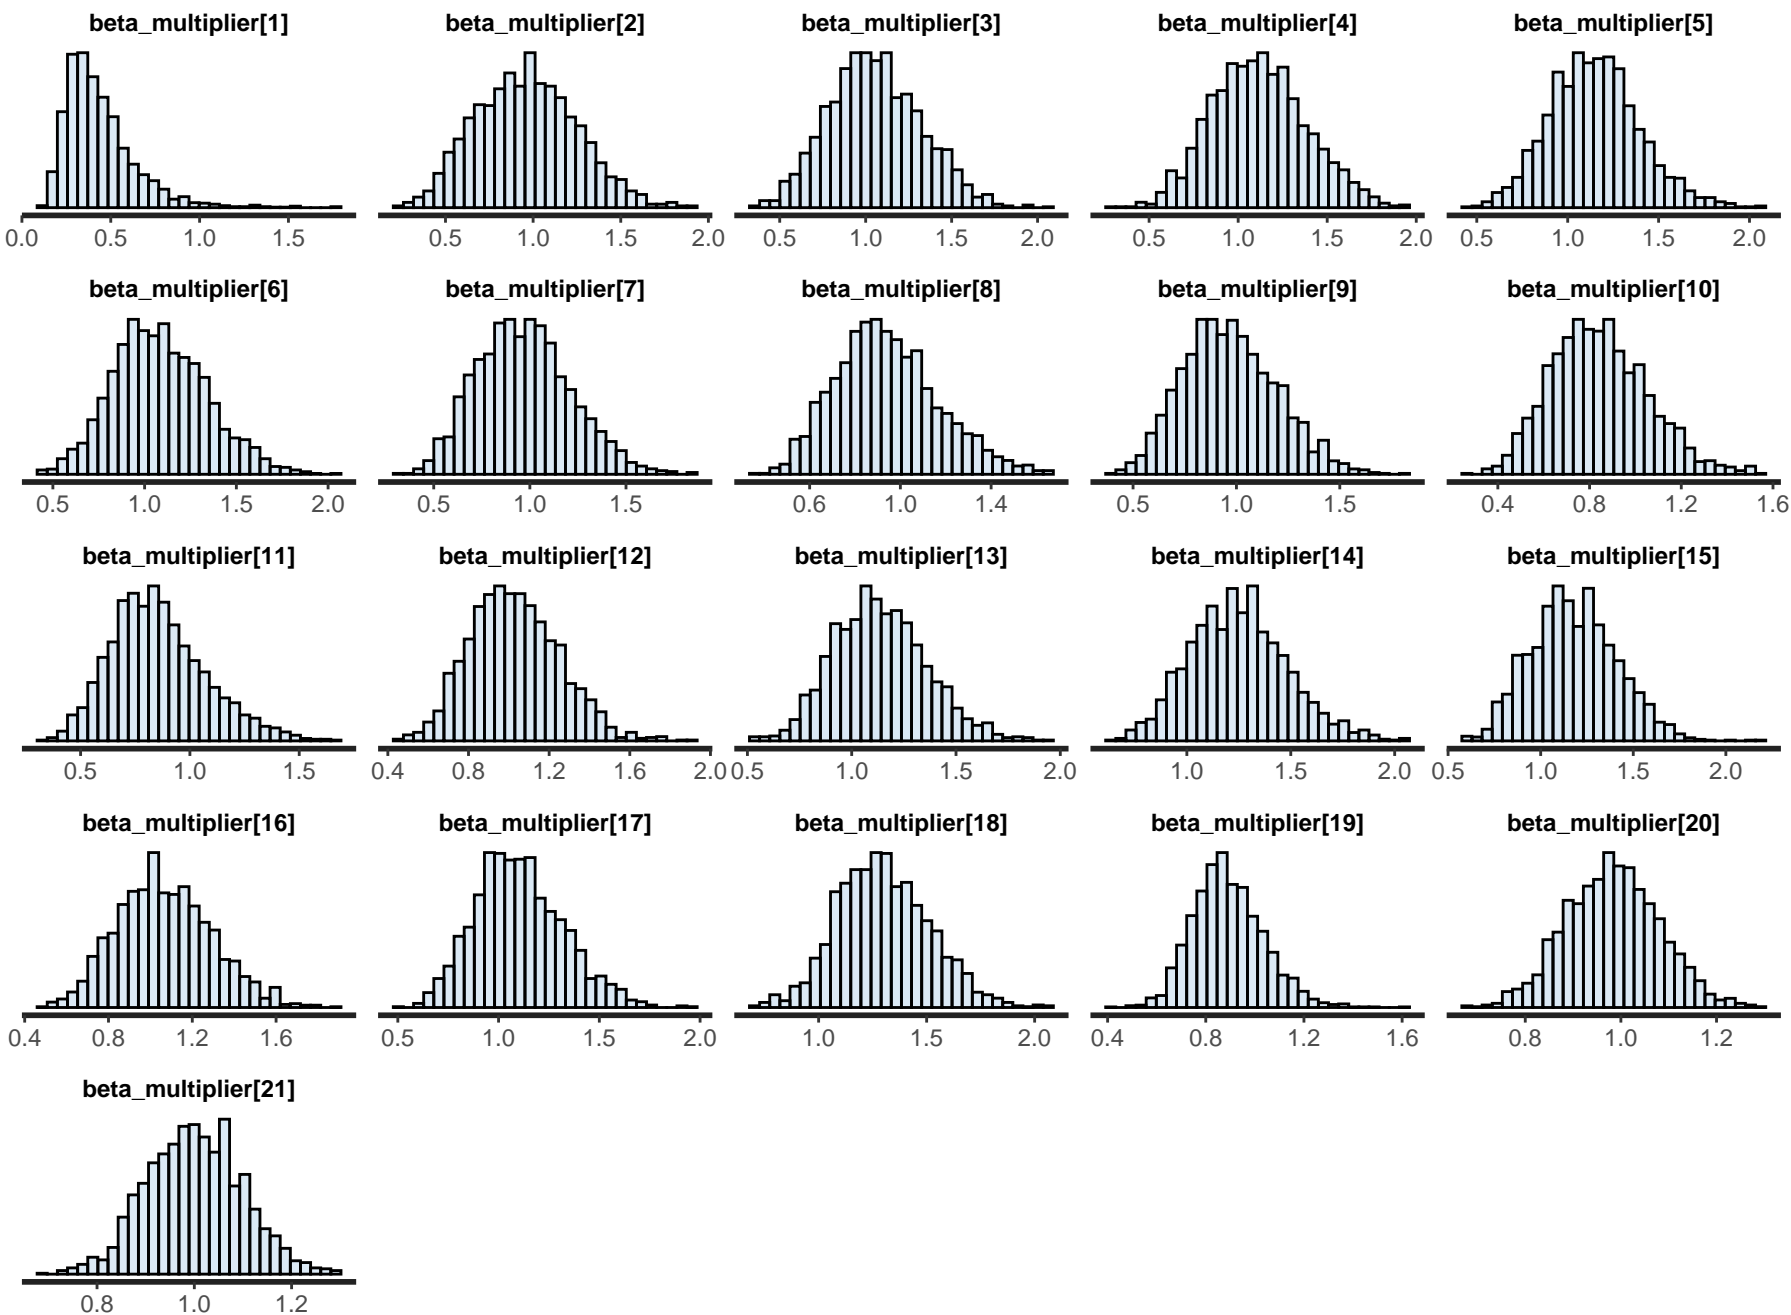 beta_multiplier[1] beta_multiplier[2] beta_multiplier[3] beta_multiplier[4] beta_multiplier[5]
0.0 0.5 1.0 1.5 0.5 1.0 1.5 2.0 0.5 1.0 1.5 2.0 0.5 1.0 1.5 2.0 0.5 1.0 1.5 2.0
beta_multiplier[6] beta_multiplier[7] beta_multiplier[8] beta_multiplier[9] beta_multiplier[10]
0.5 1.0 1.5 2.0 0.5 1.0 1.5 0.6 1.0 1.4 0.5 1.0 1.5 0.4 0.8 1.2 1.6
beta_multiplier[11] beta_multiplier[12] beta_multiplier[13] beta_multiplier[14] beta_multiplier[15]
0.5 1.0 1.5 0.4 0.8 1.2 1.6 2.0 0.5 1.0 1.5 2.0 1.0 1.5 2.0 0.5 1.0 1.5 2.0
beta_multiplier[16] beta_multiplier[17] beta_multiplier[18] beta_multiplier[19] beta_multiplier[20]
0.4 0.8 1.2 1.6 0.5 1.0 1.5 2.0 1.0 1.5 2.0 0.4 0.8 1.2 1.6 0.8 1.0 1.2
beta_multiplier[21]
0.8 1.0 1.2